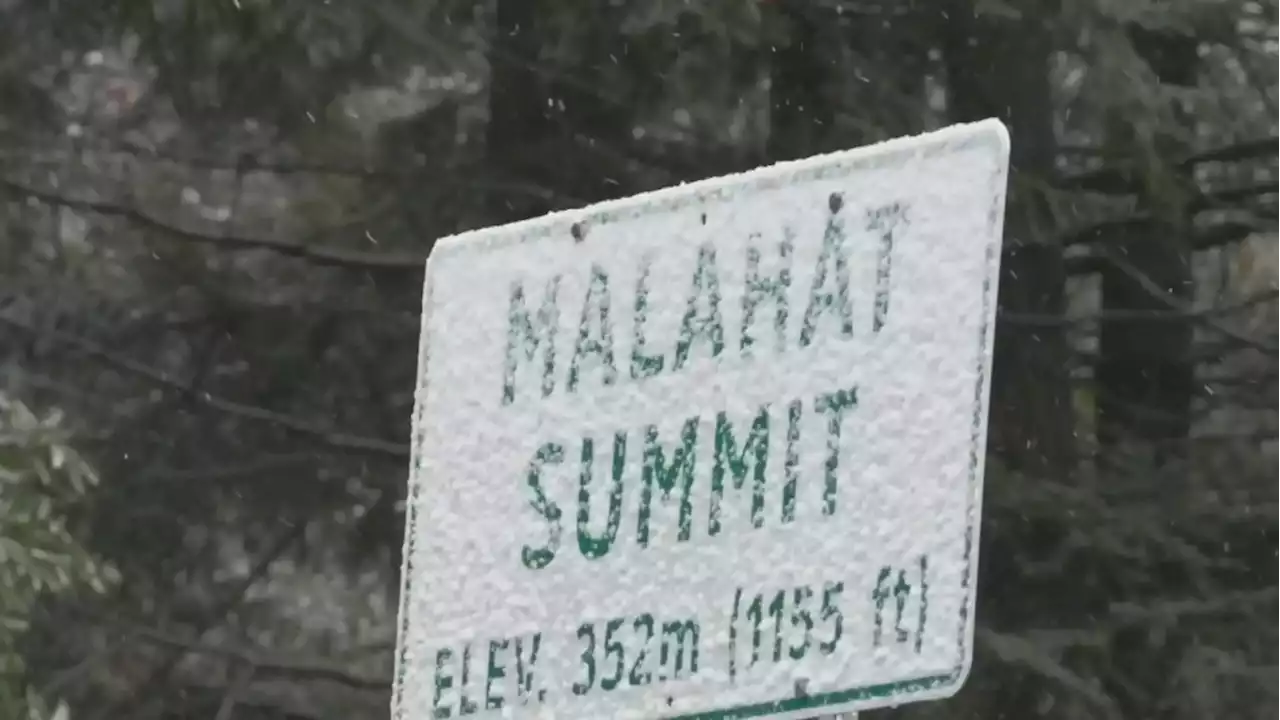 MALAHAT
SUMMIT
ELEV. 352m (1155 ft)